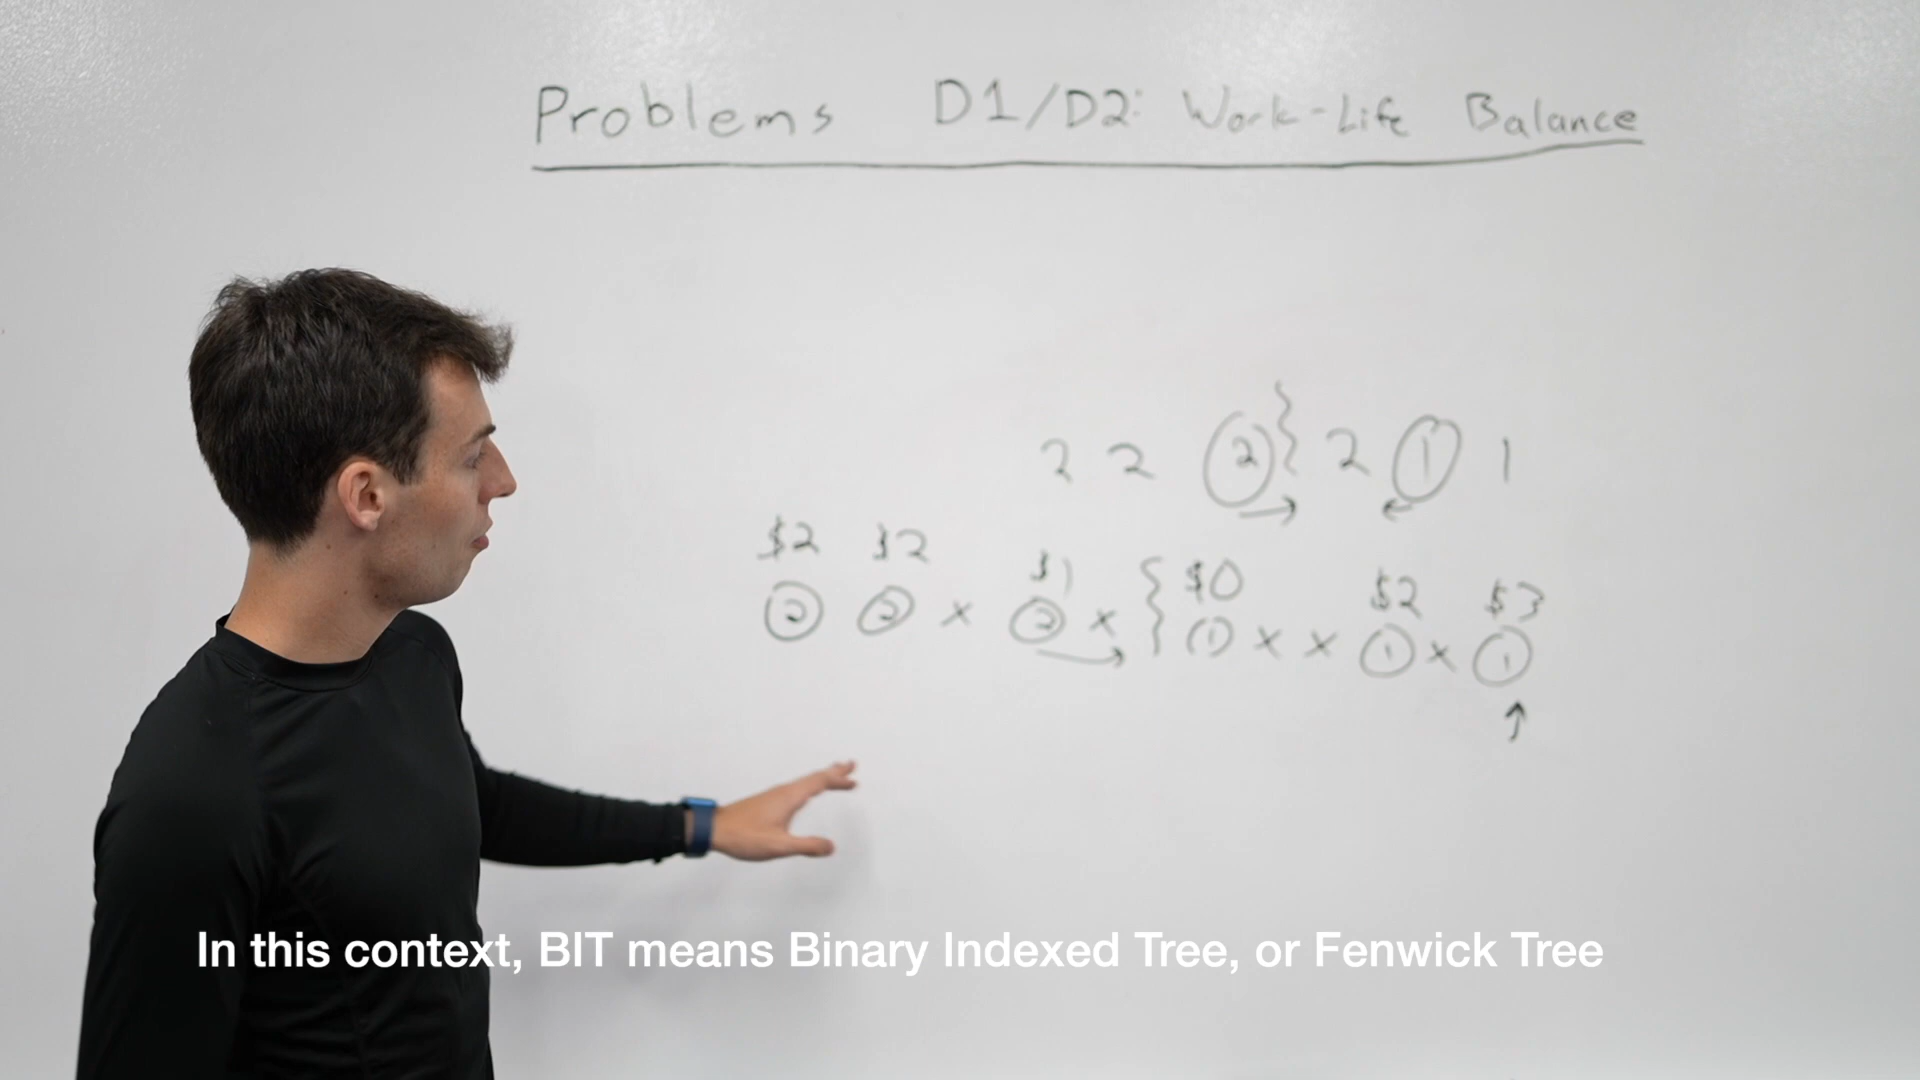 Problems D1/D2: Work-Life Balance
2 2 2 } 2 1 1
$2 $2 $1 { $0 $2 $3
2 2 x 2 x 1 x x 1 x 1
In this context, BIT means Binary Indexed Tree, or Fenwick Tree